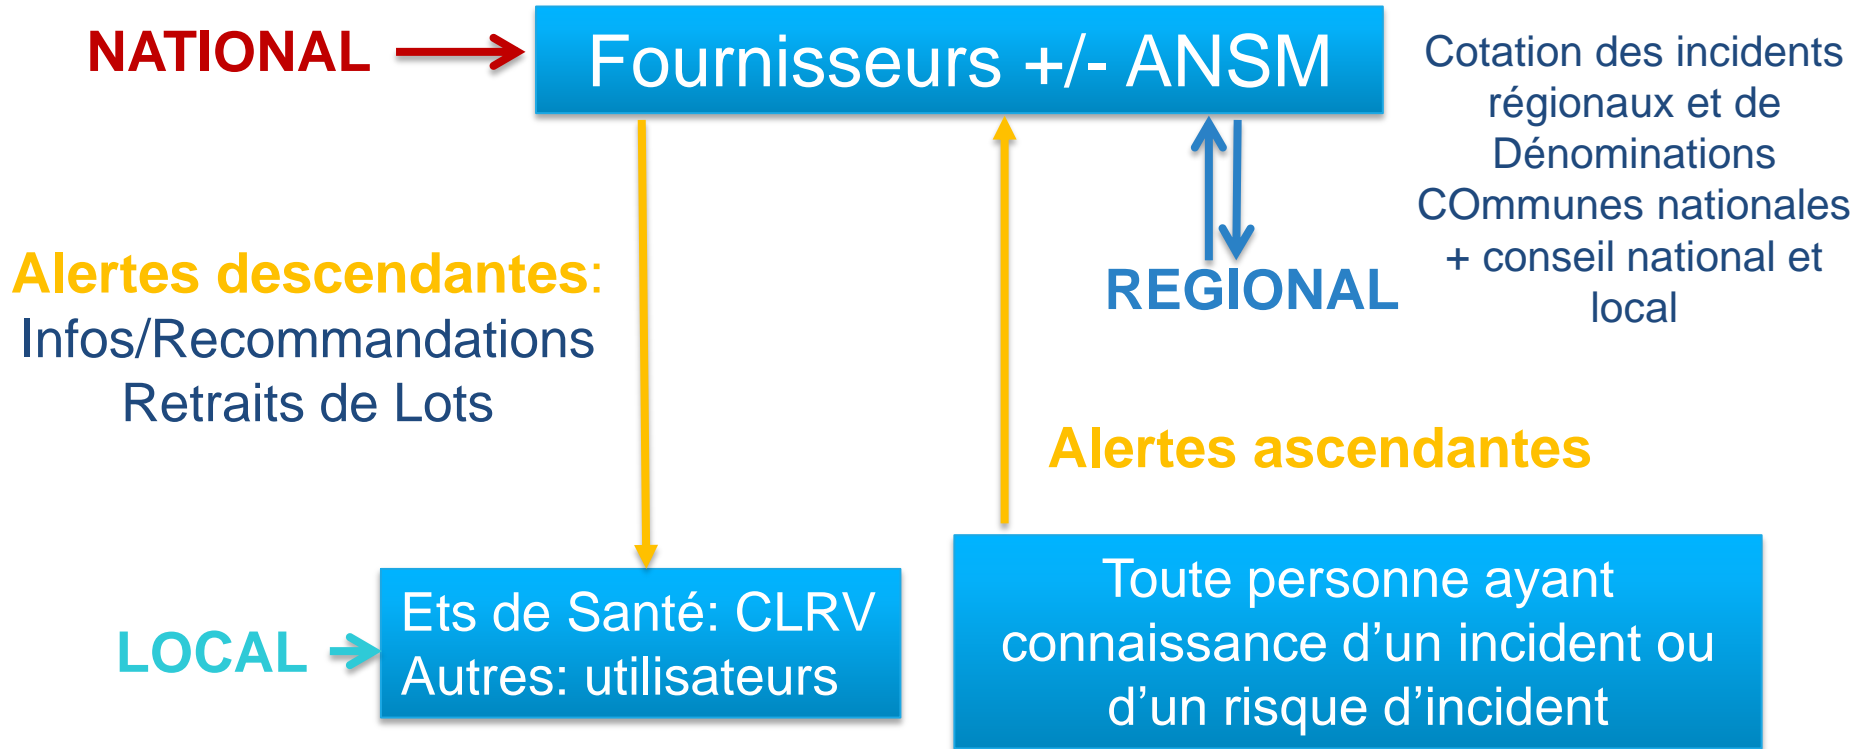 NATIONAL
Fournisseurs +/- ANSM
Cotation des incidents
régionaux et de
Dénominations
COmmunes nationales
+ conseil national et
local
Alertes descendantes:
Infos/Recommandations
Retraits de Lots
REGIONAL
Alertes ascendantes
LOCAL
Ets de Santé: CLRV
Autres: utilisateurs
Toute personne ayant
connaissance d’un incident ou
d’un risque d’incident